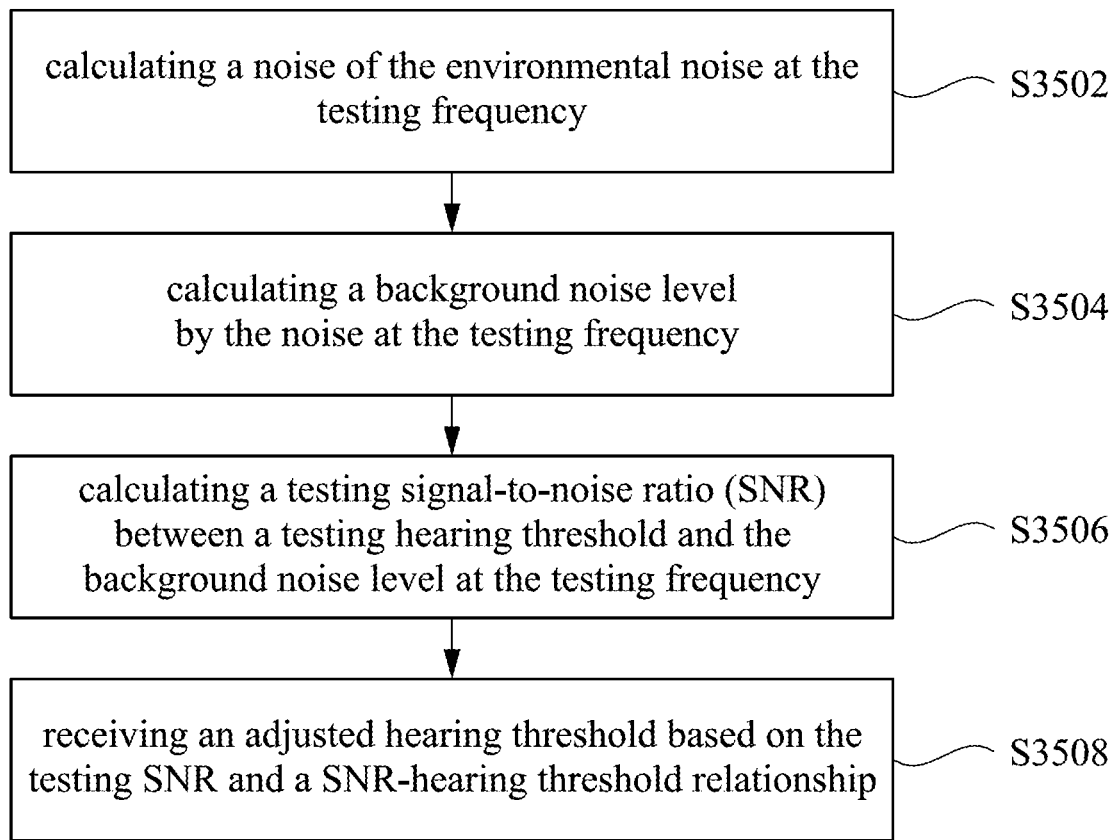 calculating a noise of the environmental noise at the
testing frequency
S3502
calculating a background noise level
by the noise at the testing frequency
S3504
calculating a testing signal-to-noise ratio (SNR)
between a testing hearing threshold and the
background noise level at the testing frequency
S3506
receiving an adjusted hearing threshold based on the
testing SNR and a SNR-hearing threshold relationship
S3508